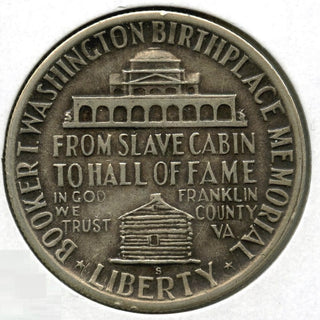 BOOKER T. WASHINGTON BIRTHPLACE MEMORIAL
FROM SLAVE CABIN
TO HALL OF FAME
IN GOD
WE
TRUST
FRANKLIN
COUNTY
VA.
S
★ LIBERTY ★